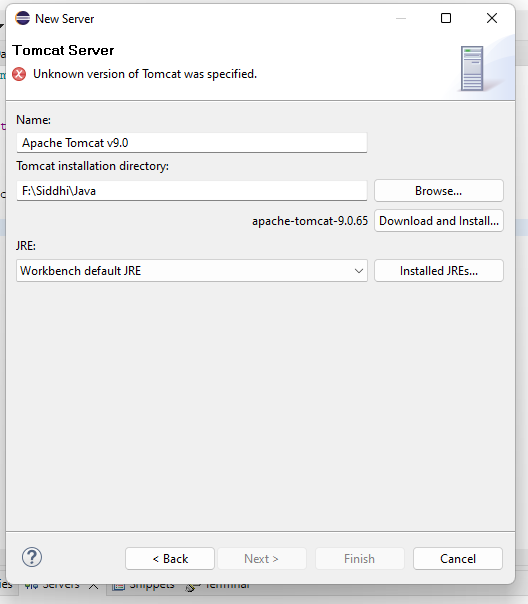 New Server
Tomcat Server
Unknown version of Tomcat was specified.
Name:
Apache Tomcat v9.0
Tomcat installation directory:
F:\Siddhi\Java
Browse...
apache-tomcat-9.0.65
Download and Install...
JRE:
Workbench default JRE
Installed JREs...
?
< Back
Next >
Finish
Cancel
Servers
Snippets
Terminal